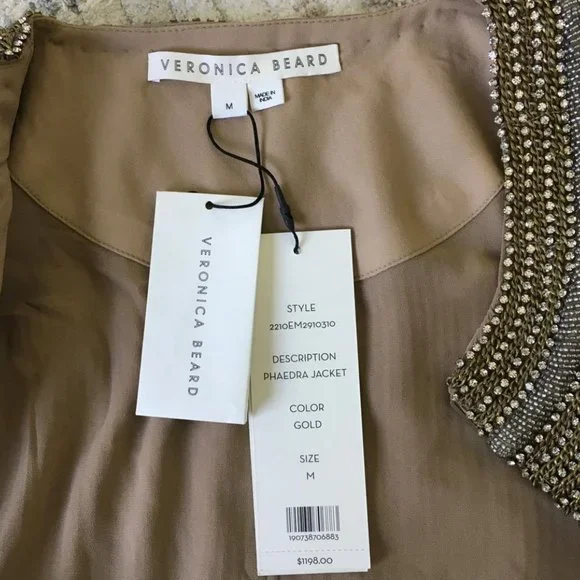 VERONICA BEARD
M
MADE IN
INDIA
VERONICA BEARD
STYLE
2210EM2910310
DESCRIPTION
PHAEDRA JACKET
COLOR
GOLD
SIZE
M
190738706883
$1198.00